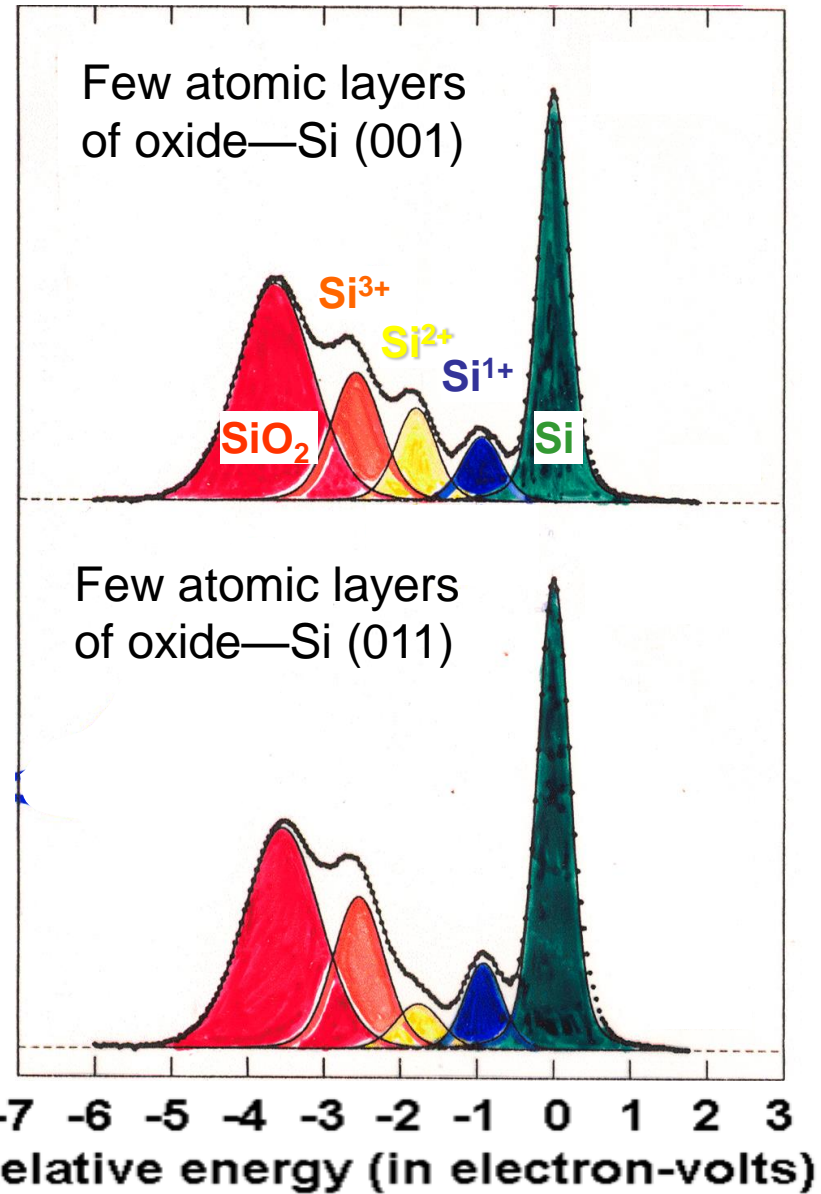 Few atomic layers
of oxide—Si (001)
Si³⁺
Si²⁺
Si¹⁺
SiO₂
Si
Few atomic layers
of oxide—Si (011)
-7 -6 -5 -4 -3 -2 -1 0 1 2 3
elative energy (in electron-volts)